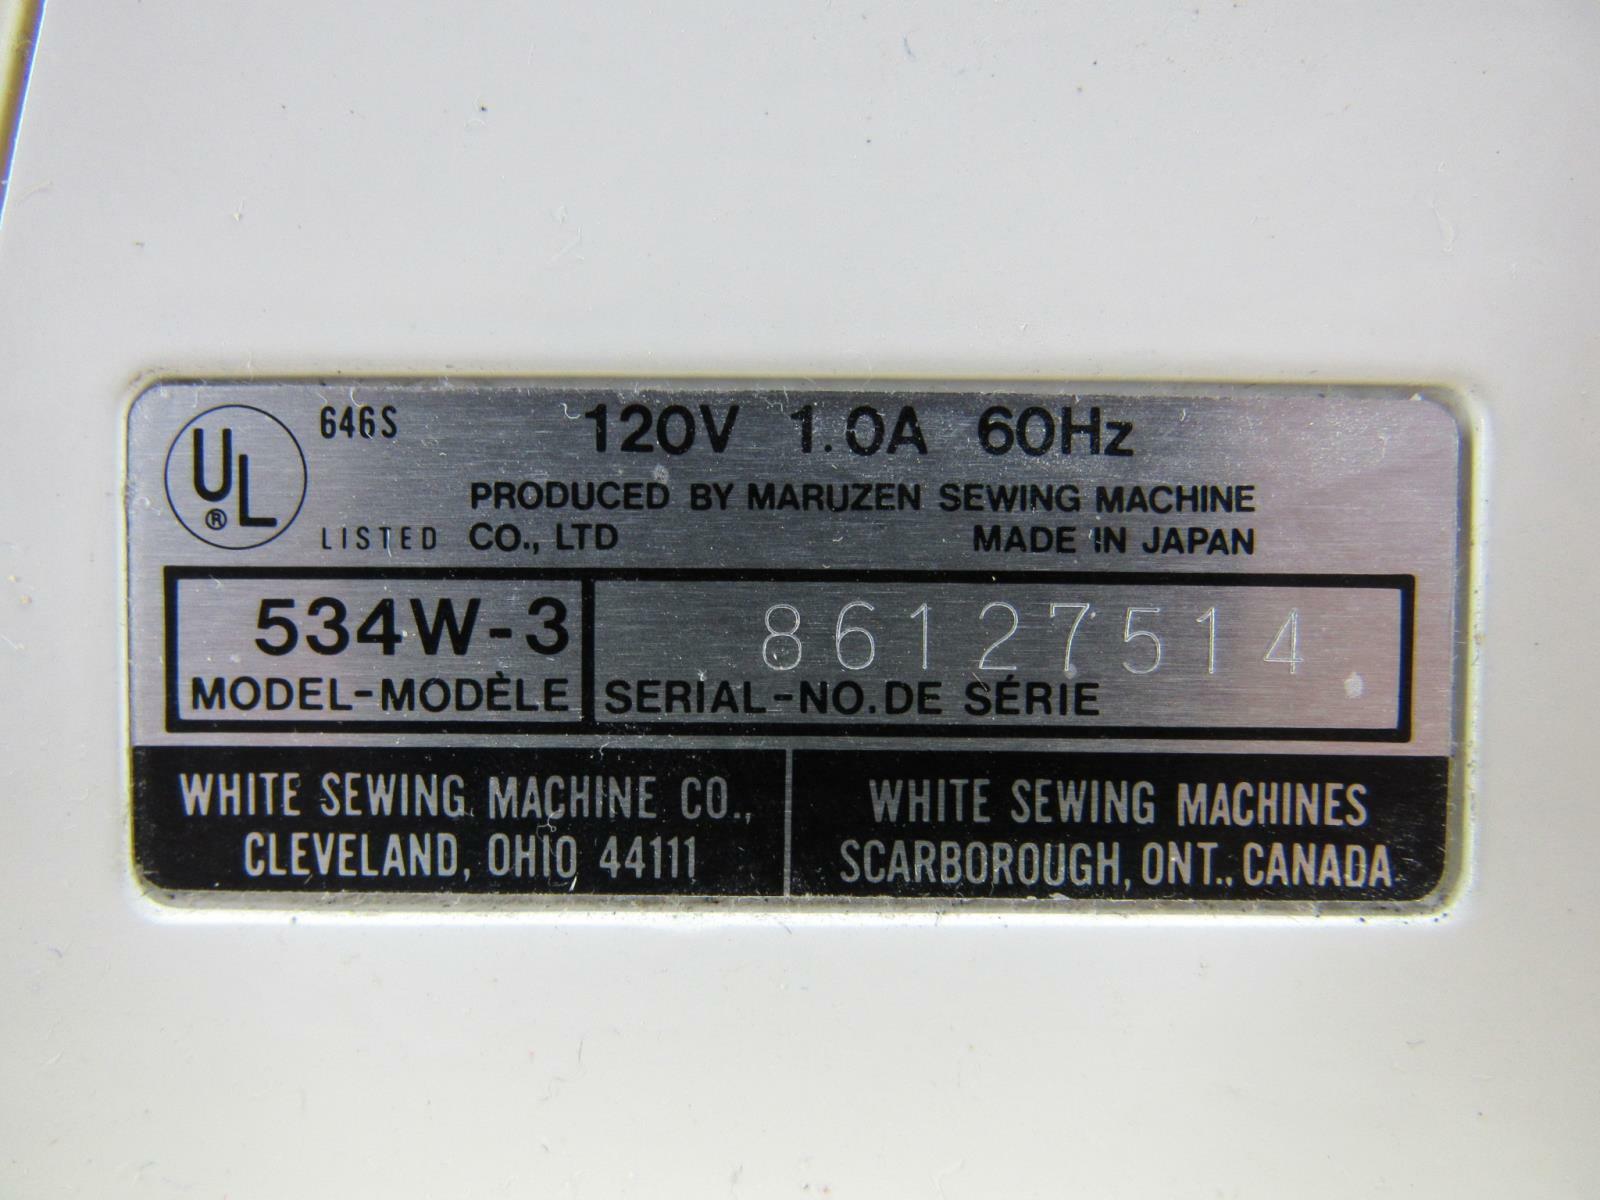 UL
®
646S
LISTED
120V 1.0A 60Hz
PRODUCED BY MARUZEN SEWING MACHINE
CO., LTD MADE IN JAPAN
534W-3
MODEL-MODÈLE
86127514
SERIAL-NO.DE SÉRIE
WHITE SEWING MACHINE CO.,
CLEVELAND, OHIO 44111
WHITE SEWING MACHINES
SCARBOROUGH, ONT., CANADA